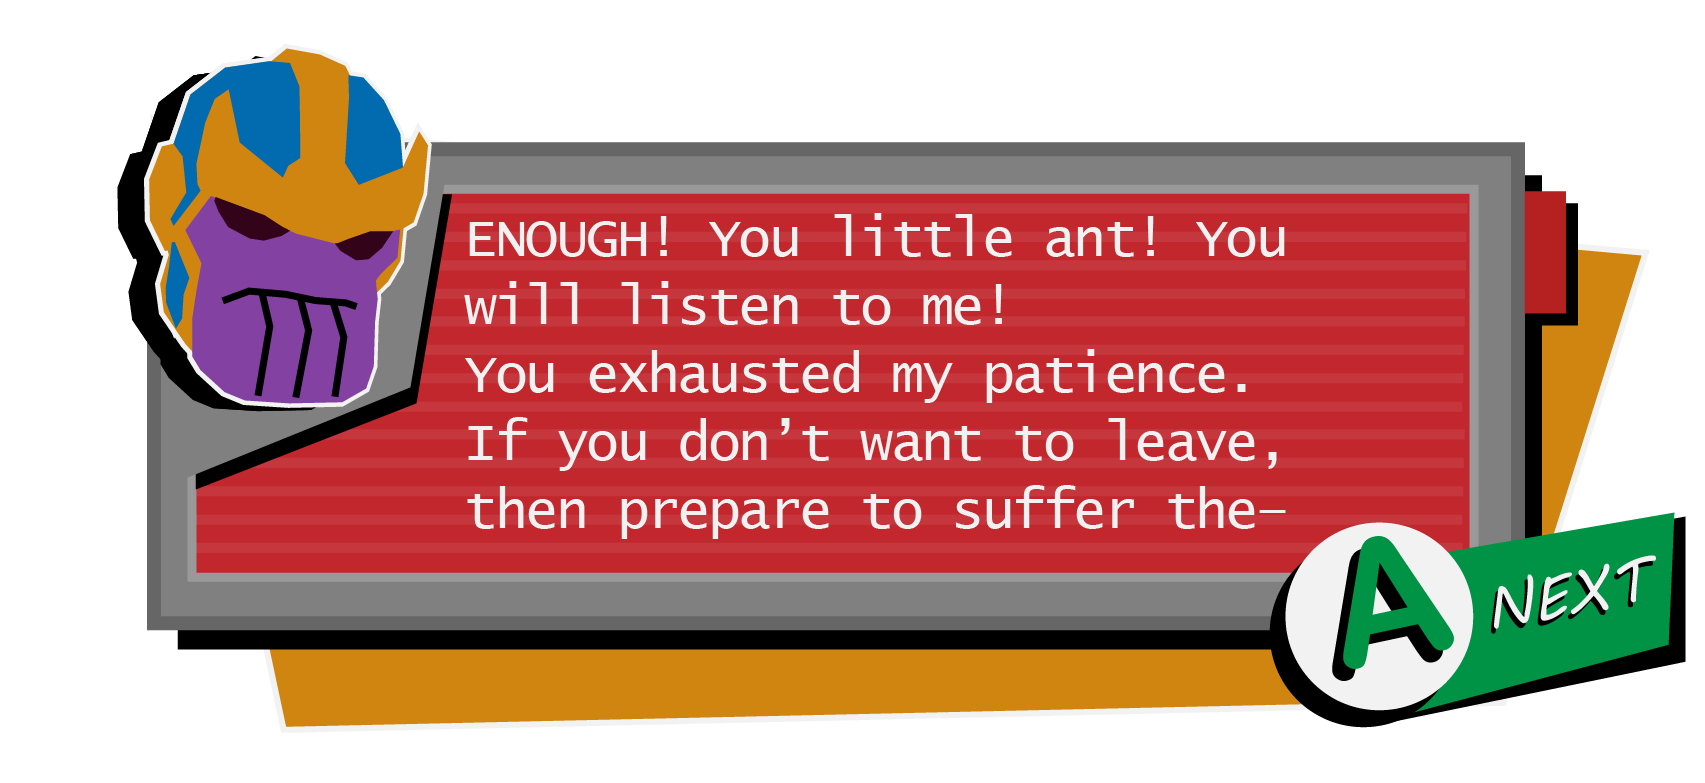 ENOUGH! You little ant! You
will listen to me!
You exhausted my patience.
If you don’t want to leave,
then prepare to suffer the—
A NEXT